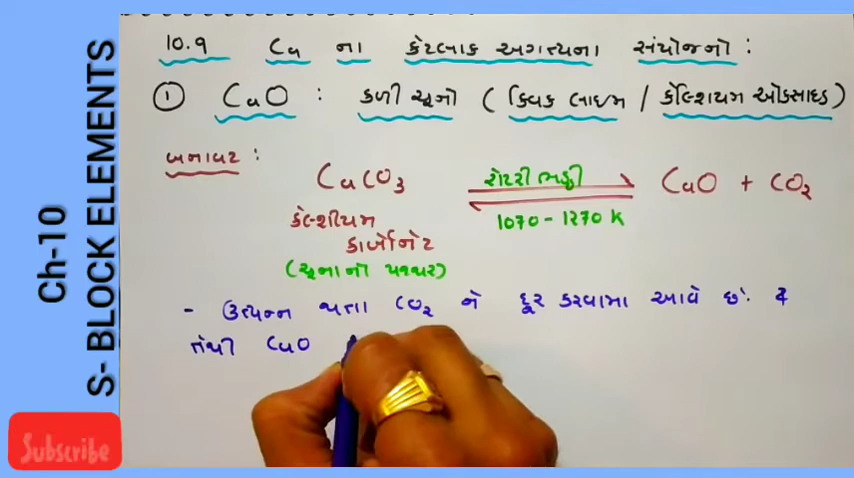 10.9 Ca ના કેટલાક અગત્યના સંયોજનો :
① CaO : કળી ચૂનો ( ક્વિક લાઇમ / કેલ્શિયમ ઓક્સાઇડ )
બનાવટ :
CaCO3 રોટરી ભઠ્ઠી CaO + CO2
1070 - 1270 K
કેલ્શીયમ
કાર્બોનેટ
(ચૂનાનો પથ્થર)
- ઉત્પન્ન થતા CO2 ને દૂર કરવામા આવે છે.
તેથી CaO
Ch-10
S- BLOCK ELEMENTS
Subscribe